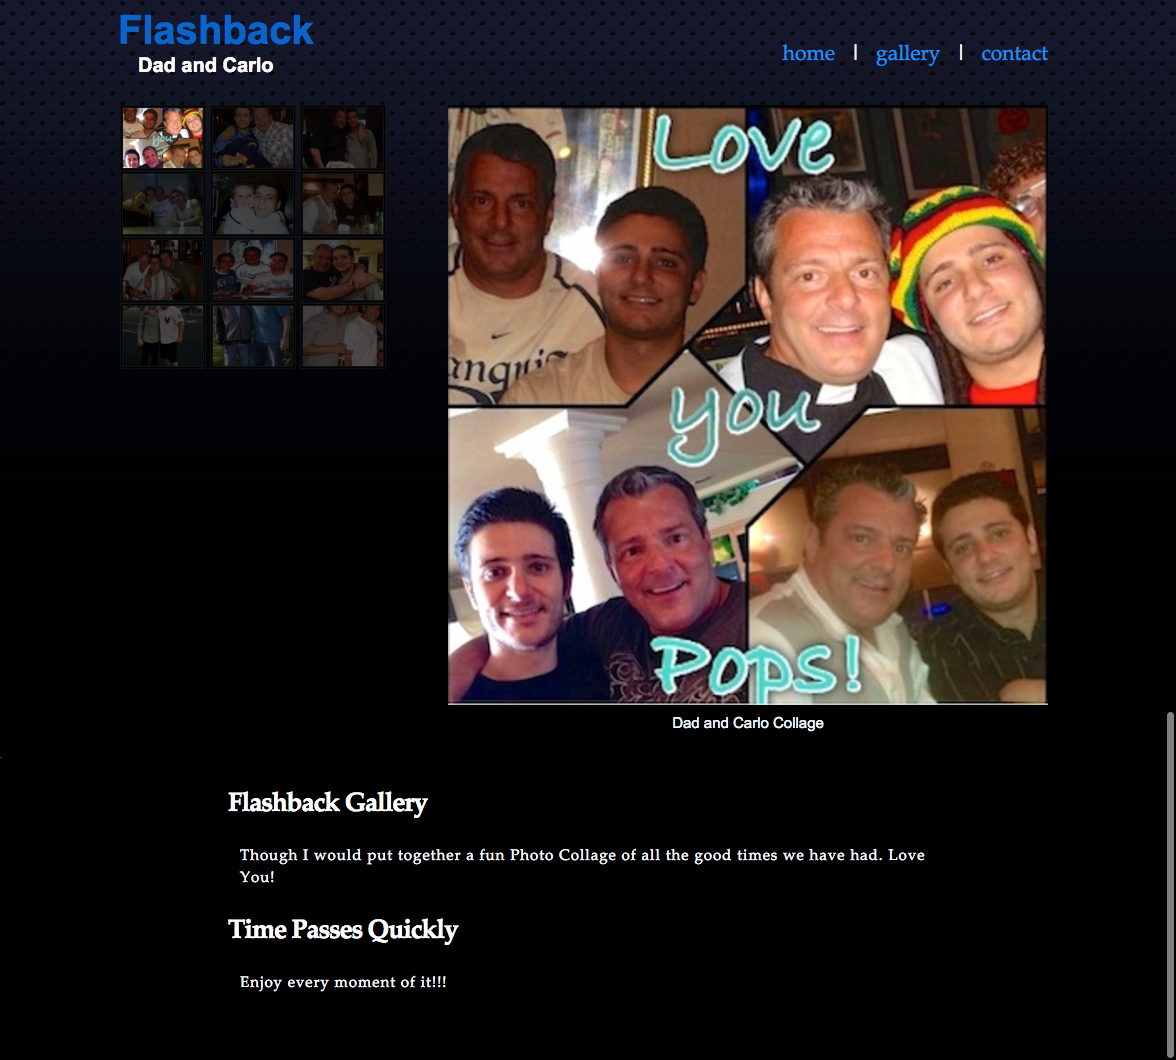 Flashback
Dad and Carlo
home | gallery | contact
Love
you
Pops!
Dad and Carlo Collage
Flashback Gallery
Though I would put together a fun Photo Collage of all the good times we have had. Love
You!
Time Passes Quickly
Enjoy every moment of it!!!